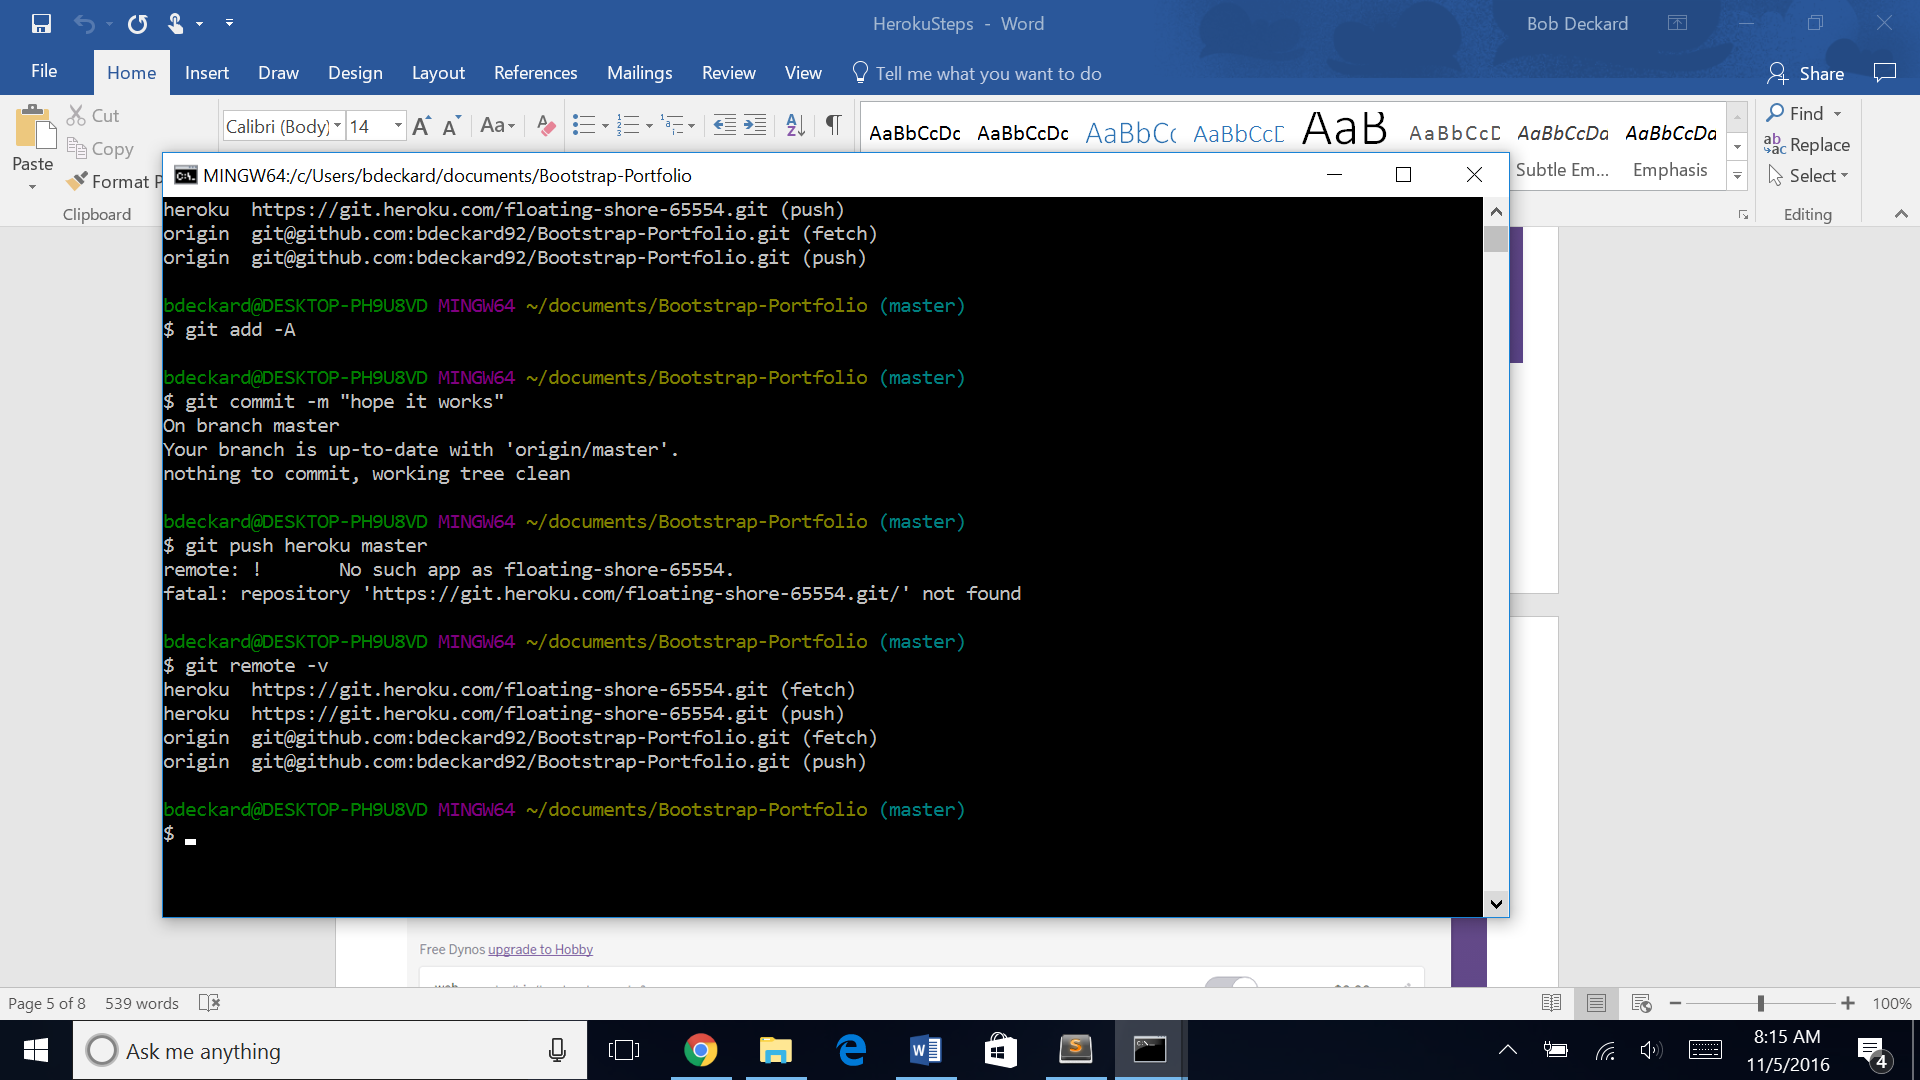 HerokuSteps - Word
Bob Deckard
File Home Insert Draw Design Layout References Mailings Review View Tell me what you want to do Share
Cut
Copy
Format P
Paste
Clipboard
Calibri (Body) 14
Aa
AaBbCcDc AaBbCcDc AaBbCc AaBbCcD AaB AaBbCcD AaBbCcDa AaBbCcDa
Subtle Em... Emphasis
Find
Replace
Select
Editing
MINGW64:/c/Users/bdeckard/documents/Bootstrap-Portfolio
heroku  https://git.heroku.com/floating-shore-65554.git (push)
origin  git@github.com:bdeckard92/Bootstrap-Portfolio.git (fetch)
origin  git@github.com:bdeckard92/Bootstrap-Portfolio.git (push)
bdeckard@DESKTOP-PH9U8VD MINGW64 ~/documents/Bootstrap-Portfolio (master)
$ git add -A
bdeckard@DESKTOP-PH9U8VD MINGW64 ~/documents/Bootstrap-Portfolio (master)
$ git commit -m "hope it works"
On branch master
Your branch is up-to-date with 'origin/master'.
nothing to commit, working tree clean
bdeckard@DESKTOP-PH9U8VD MINGW64 ~/documents/Bootstrap-Portfolio (master)
$ git push heroku master
remote: !       No such app as floating-shore-65554.
fatal: repository 'https://git.heroku.com/floating-shore-65554.git/' not found
bdeckard@DESKTOP-PH9U8VD MINGW64 ~/documents/Bootstrap-Portfolio (master)
$ git remote -v
heroku  https://git.heroku.com/floating-shore-65554.git (fetch)
heroku  https://git.heroku.com/floating-shore-65554.git (push)
origin  git@github.com:bdeckard92/Bootstrap-Portfolio.git (fetch)
origin  git@github.com:bdeckard92/Bootstrap-Portfolio.git (push)
bdeckard@DESKTOP-PH9U8VD MINGW64 ~/documents/Bootstrap-Portfolio (master)
$
Free Dynos upgrade to Hobby
Page 5 of 8 539 words
100%
Ask me anything
8:15 AM
11/5/2016
4